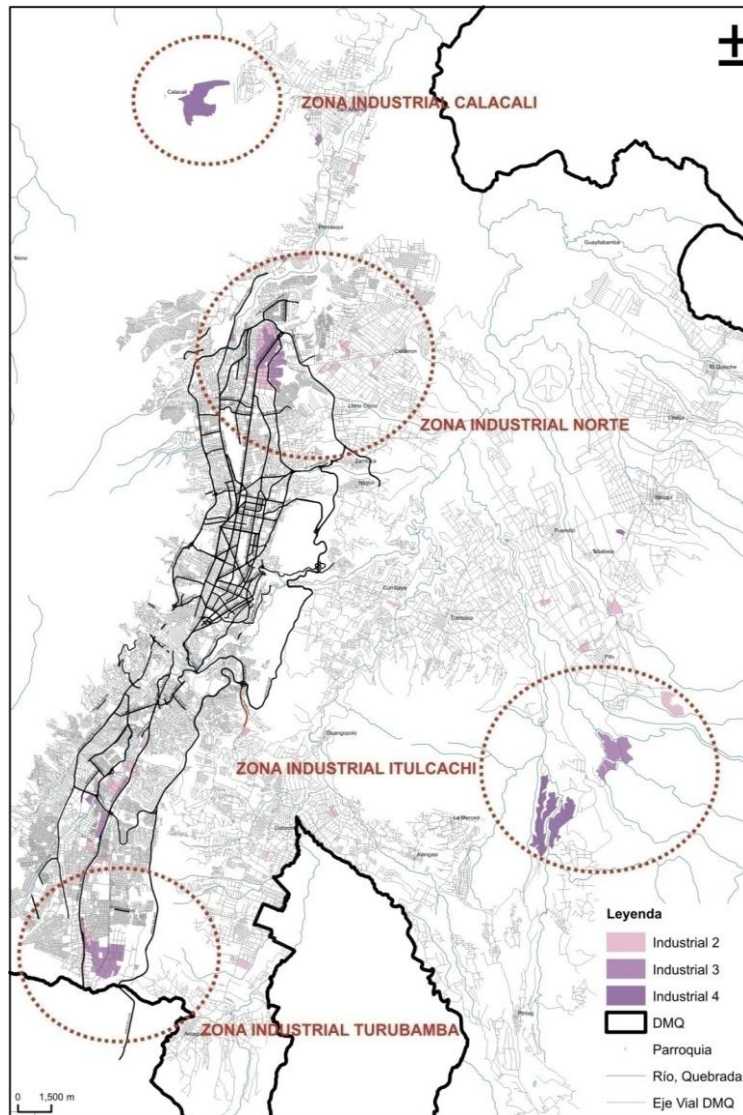 ±
Calacalí
ZONA INDUSTRIAL CALACALI
Pomasqui
Guayllabamba
Nono
Calderón
El Quinche
Llano Chico
ZONA INDUSTRIAL NORTE
Checa
Zámbiza
Nayón
Yaruquí
Puembo
Tababela
Cumbayá
Tumbaco
Pifo
Guangopolo
ZONA INDUSTRIAL ITULCACHI
La Merced
Conocoto
Alangasí
Leyenda
Industrial 2
Industrial 3
Industrial 4
DMQ
Parroquia
Río, Quebrada
Eje Vial DMQ
Pintag
ZONA INDUSTRIAL TURUBAMBA
0 1,500 m